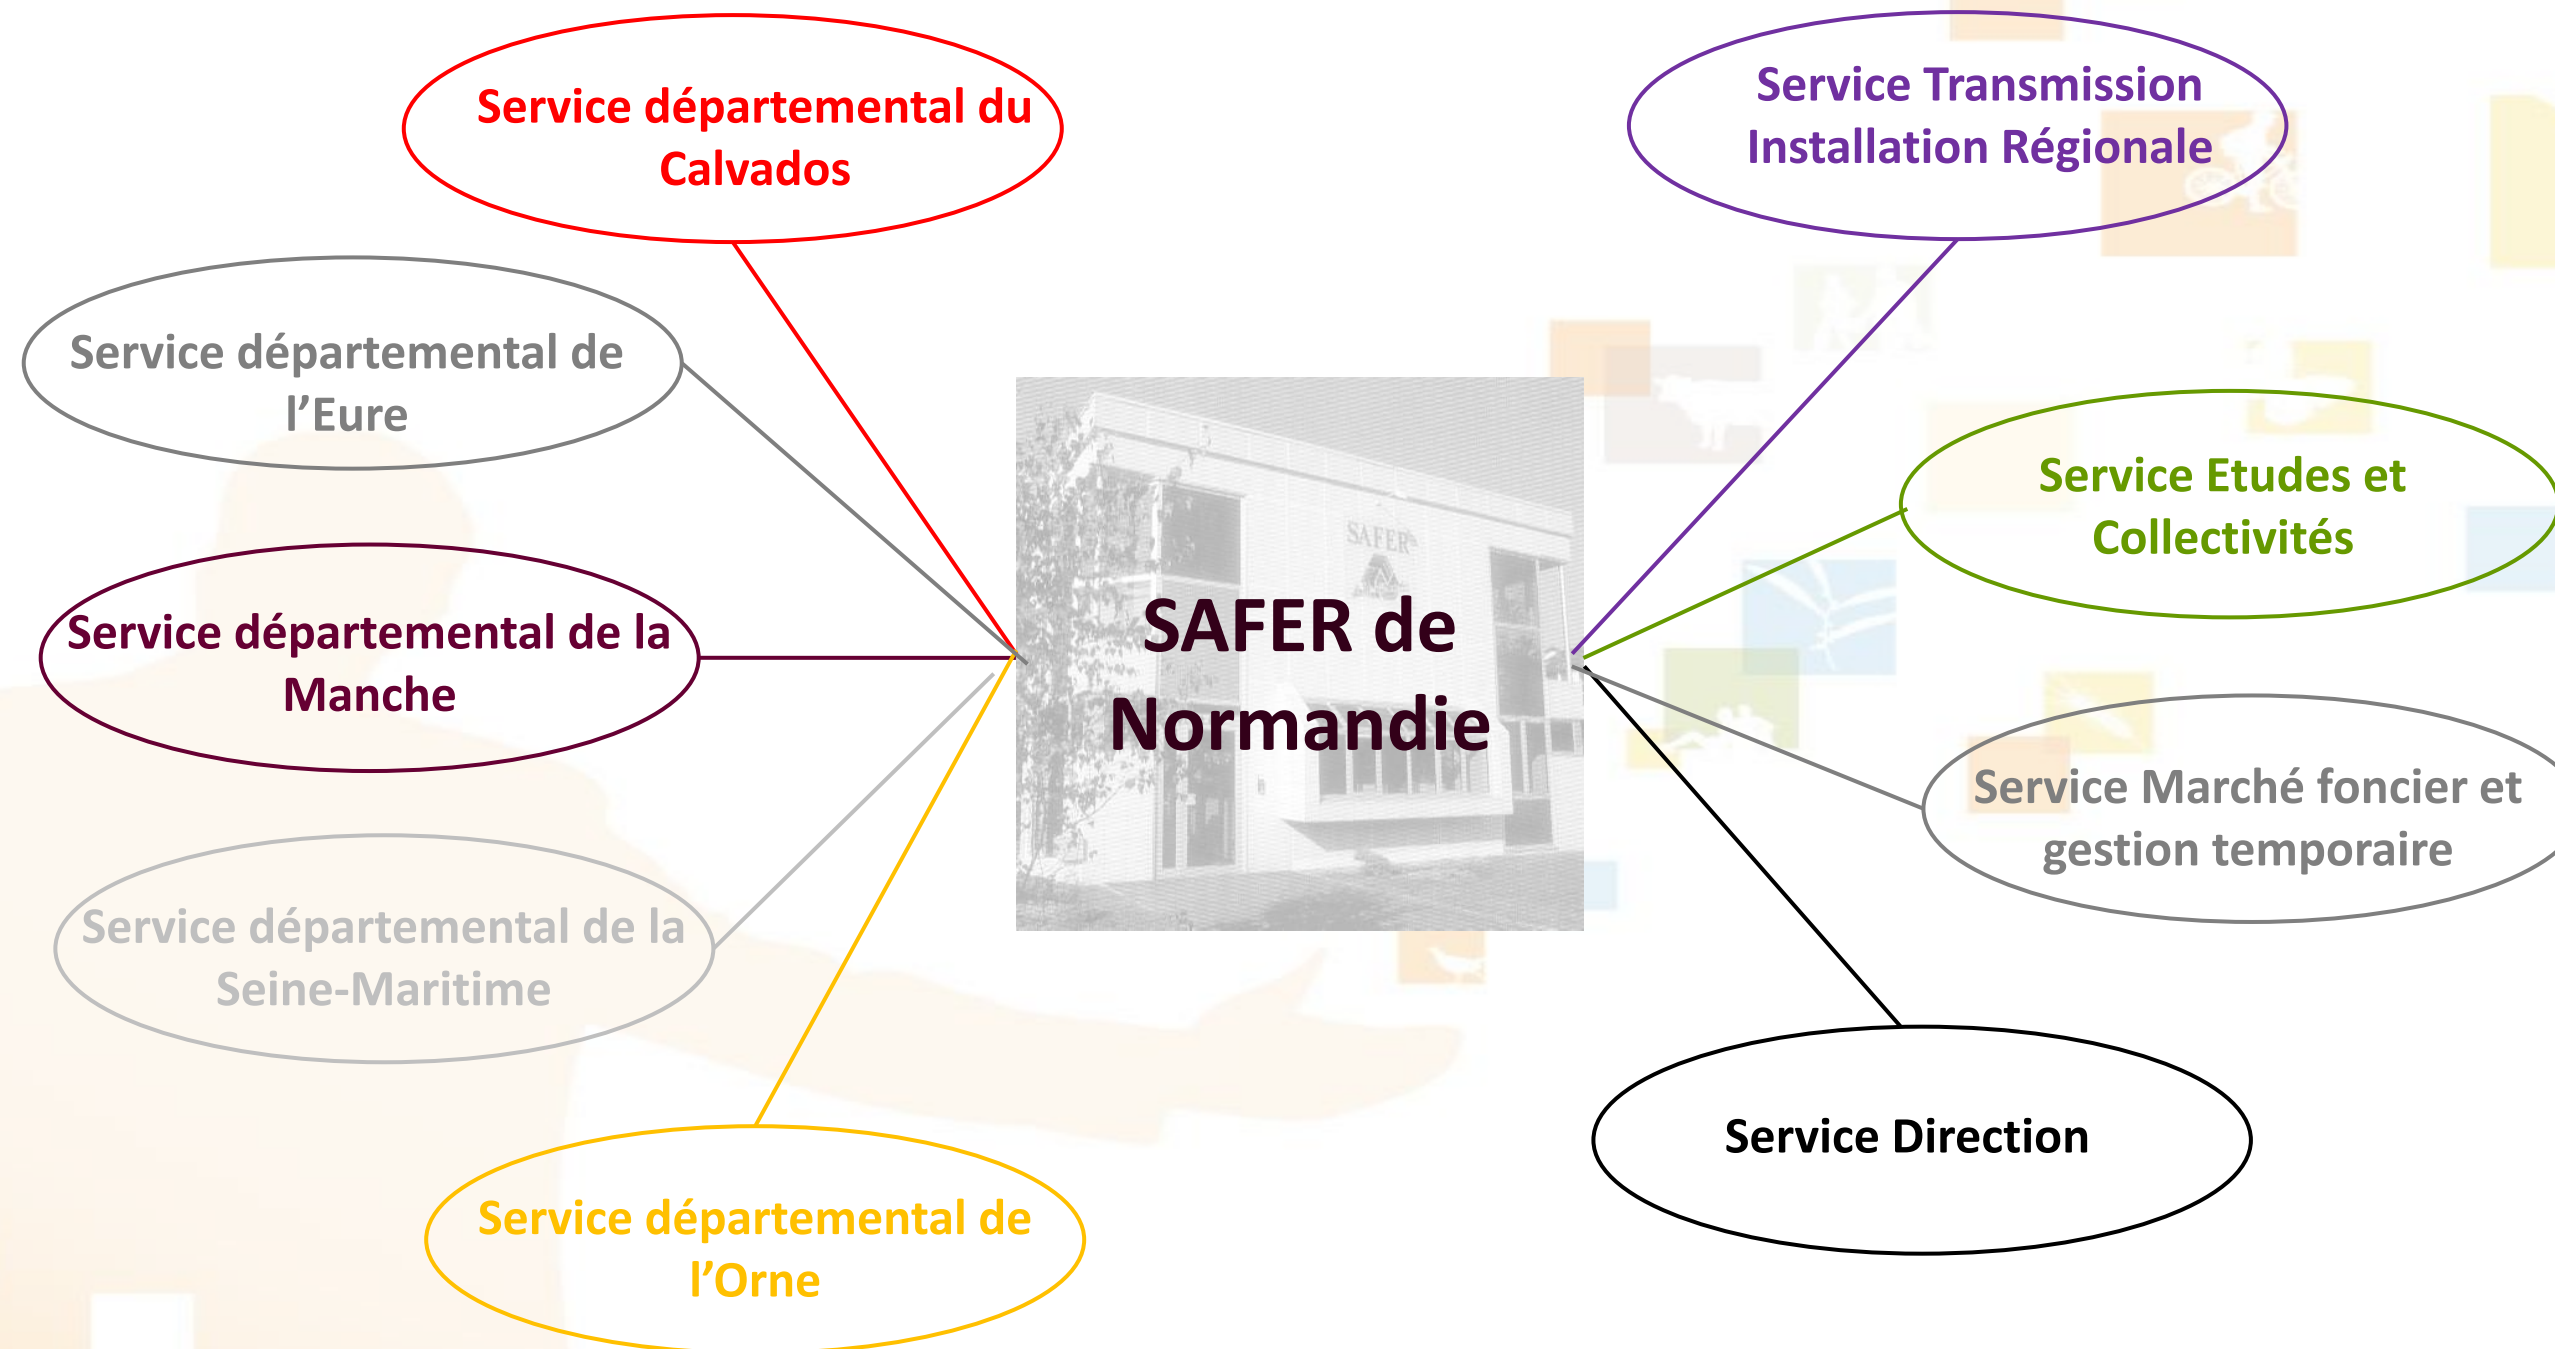 Service départemental du
Calvados
Service Transmission
Installation Régionale
Service départemental de
l’Eure
Service Etudes et
Collectivités
SAFER
SAFER de
Normandie
Service départemental de la
Manche
Service Marché foncier et
gestion temporaire
Service départemental de la
Seine-Maritime
Service Direction
Service départemental de
l’Orne